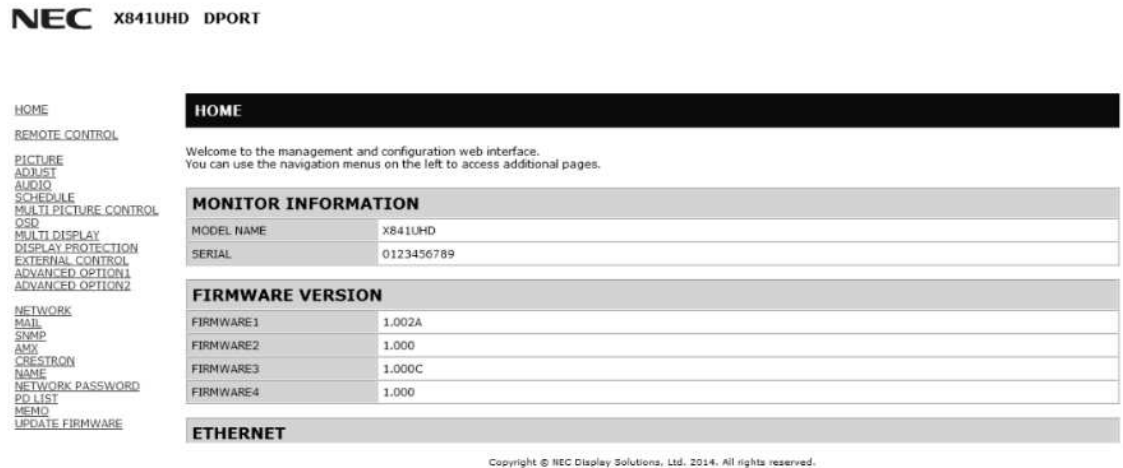 NEC X841UHD DPORT
HOME
REMOTE CONTROL
PICTURE
ADJUST
AUDIO
SCHEDULE
MULTI PICTURE CONTROL
OSD
MULTI DISPLAY
DISPLAY PROTECTION
EXTERNAL CONTROL
ADVANCED OPTION1
ADVANCED OPTION2
NETWORK
MAIL
SNMP
AMX
CRESTRON
NAME
NETWORK PASSWORD
PD LIST
MEMO
UPDATE FIRMWARE
HOME
Welcome to the management and configuration web interface.
You can use the navigation menus on the left to access additional pages.
MONITOR INFORMATION
MODEL NAME X841UHD
SERIAL 0123456789
FIRMWARE VERSION
FIRMWARE1 1.002A
FIRMWARE2 1.000
FIRMWARE3 1.000C
FIRMWARE4 1.000
ETHERNET
Copyright © NEC Display Solutions, Ltd. 2014. All rights reserved.